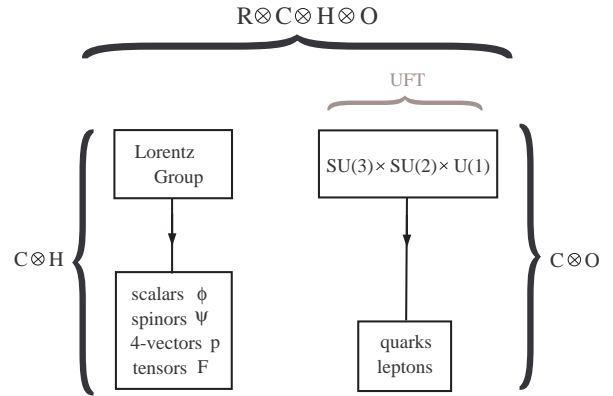 R⊗C⊗H⊗O
UFT
Lorentz
Group
SU(3)× SU(2)× U(1)
C⊗H
C⊗O
scalars ϕ
spinors Ψ
4-vectors p
tensors F
quarks
leptons